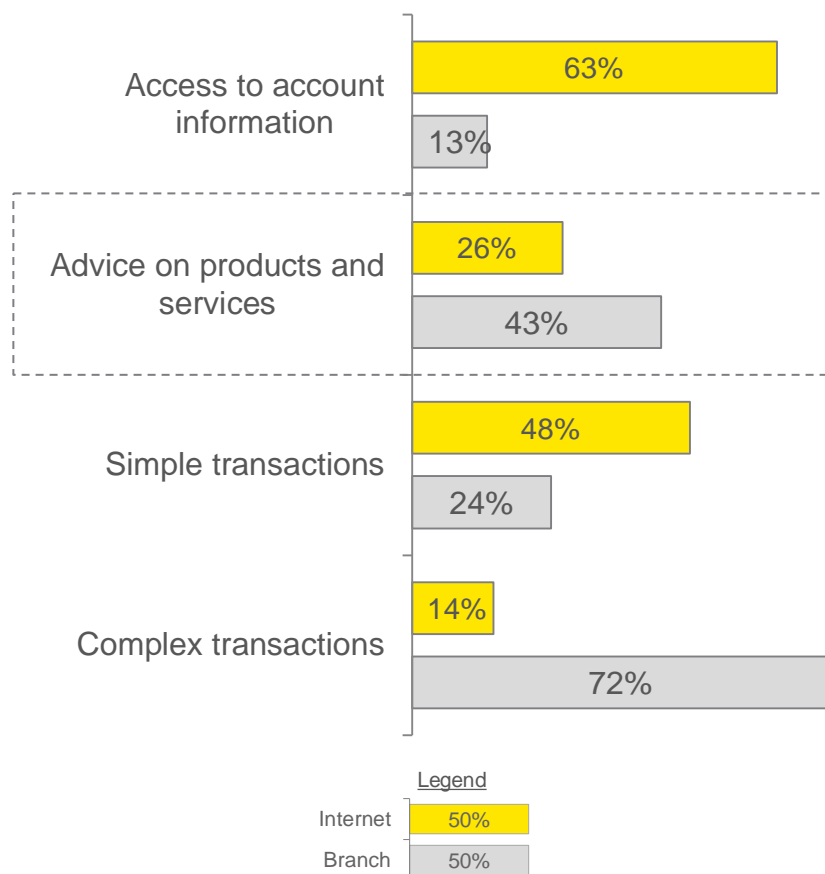 63%
Access to account
information
13%
26%
Advice on products and
services
43%
48%
Simple transactions
24%
14%
Complex transactions
72%
Legend
Internet 50%
Branch 50%